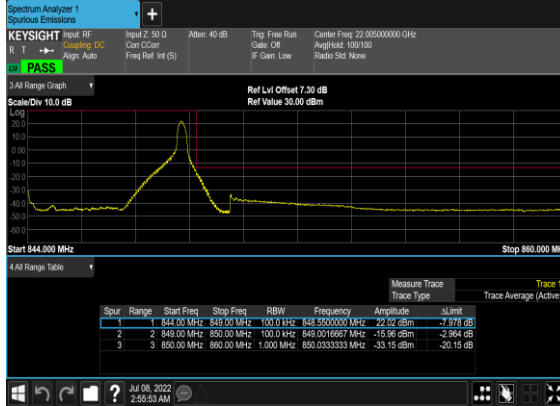 Spectrum Analyzer 1
Spurious Emissions
+
KEYSIGHT Input: RF Input Z: 50 Ω Atten: 40 dB Trig: Free Run Center Freq: 22.005000000 GHz
R T Coupling: DC Corr CCorr Gate: Off Avg|Hold: 100/100
Align: Auto Freq Ref: Int (S) IF Gain: Low Radio Std: None
PASS
3 All Range Graph
Ref Lvl Offset 7.30 dB
Scale/Div 10.0 dB Ref Value 30.00 dBm
Log
20.0
10.0
0.00
-10.0
-20.0
-30.0
-40.0
-50.0
-60.0
Start 844.000 MHz Stop 860.000 MH
4 All Range Table
Measure Trace Trace 1
Trace Type Trace Average (Active
Spur Range Start Freq Stop Freq RBW Frequency Amplitude ΔLimit
1 1 844.00 MHz 849.00 MHz 100.0 kHz 848.5500000 MHz 22.02 dBm -7.978 dB
2 2 849.00 MHz 850.00 MHz 100.0 kHz 849.0016667 MHz -15.96 dBm -2.964 dB
3 3 850.00 MHz 860.00 MHz 1.000 MHz 850.0333333 MHz -33.15 dBm -20.15 dB
? Jul 08, 2022
2:55:53 AM